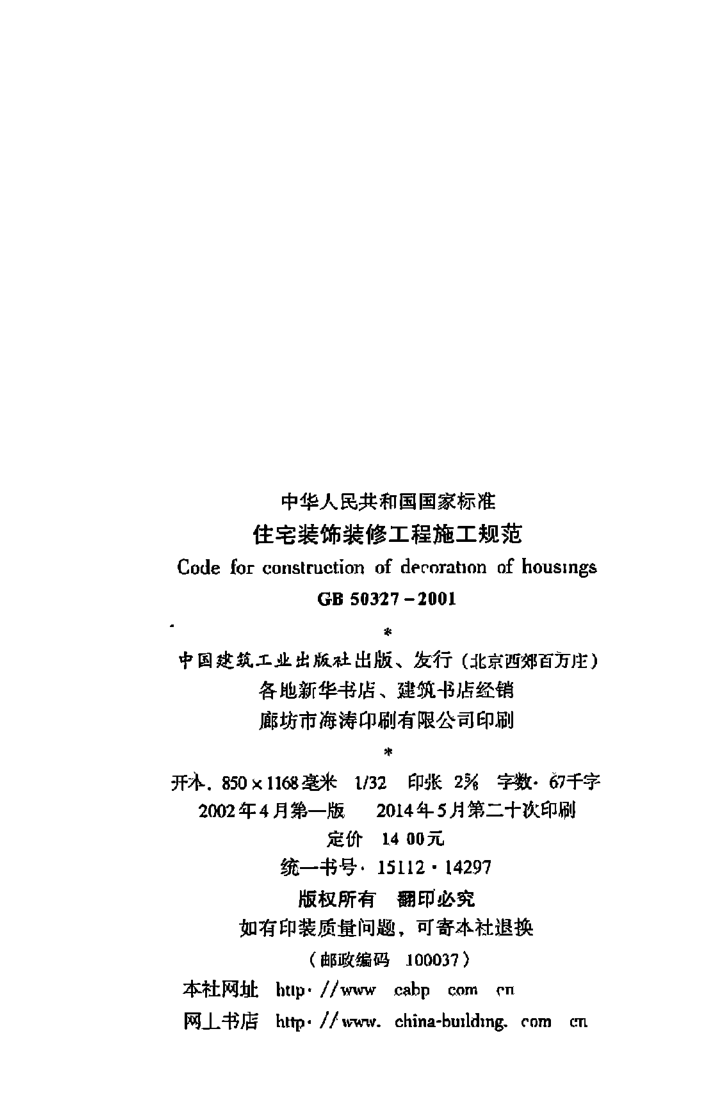 中华人民共和国国家标准
住宅装饰装修工程施工规范
Code for construction of decoration of housings
GB 50327-2001
*
中国建筑工业出版社出版、发行（北京西郊百万庄）
各地新华书店、建筑书店经销
廊坊市海涛印刷有限公司印刷
*
开本：850×1168毫米 1/32 印张 2⅝ 字数：67千字
2002年4月第一版 2014年5月第二十次印刷
定价 14 00元
统一书号：15112·14297
版权所有 翻印必究
如有印装质量问题，可寄本社退换
（邮政编码 100037）
本社网址 http://www cabp com cn
网上书店 http://www. china-building. com cn